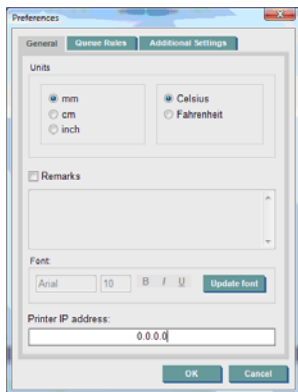 Preferences
General Queue Rules Additional Settings
Units
mm Celsius
cm Fahrenheit
inch
Remarks
Font:
Arial 10 B I U Update font
Printer IP address:
0.0.0.0
OK Cancel